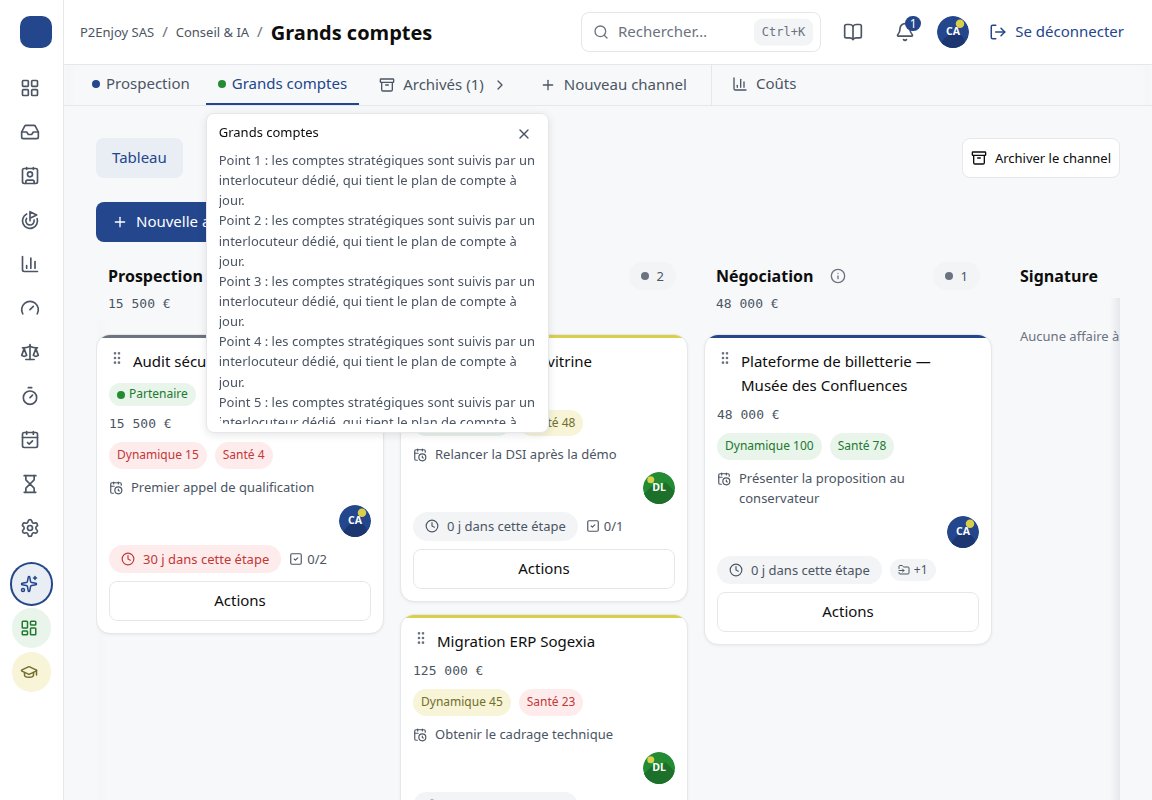 P2Enjoy SAS / Conseil & IA / Grands comptes
Rechercher...
Ctrl+K
1
CA
Se déconnecter
Prospection
Grands comptes
Archivés (1)
Nouveau channel
Coûts
Tableau
Archiver le channel
Nouvelle a
Grands comptes
Point 1 : les comptes stratégiques sont suivis par un
interlocuteur dédié, qui tient le plan de compte à
jour.
Point 2 : les comptes stratégiques sont suivis par un
interlocuteur dédié, qui tient le plan de compte à
jour.
Point 3 : les comptes stratégiques sont suivis par un
interlocuteur dédié, qui tient le plan de compte à
jour.
Point 4 : les comptes stratégiques sont suivis par un
interlocuteur dédié, qui tient le plan de compte à
jour.
Point 5 : les comptes stratégiques sont suivis par un
interlocuteur dédié, qui tient le plan de compte à
Prospection
15 500 €
Audit sécu
Partenaire
15 500 €
Dynamique 15
Santé 4
Premier appel de qualification
CA
30 j dans cette étape
0/2
Actions
2
vitrine
té 48
Relancer la DSI après la démo
DL
0 j dans cette étape
0/1
Actions
Migration ERP Sogexia
125 000 €
Dynamique 45
Santé 23
Obtenir le cadrage technique
DL
Négociation
1
48 000 €
Plateforme de billetterie —
Musée des Confluences
48 000 €
Dynamique 100
Santé 78
Présenter la proposition au
conservateur
CA
0 j dans cette étape
+1
Actions
Signature
Aucune affaire à